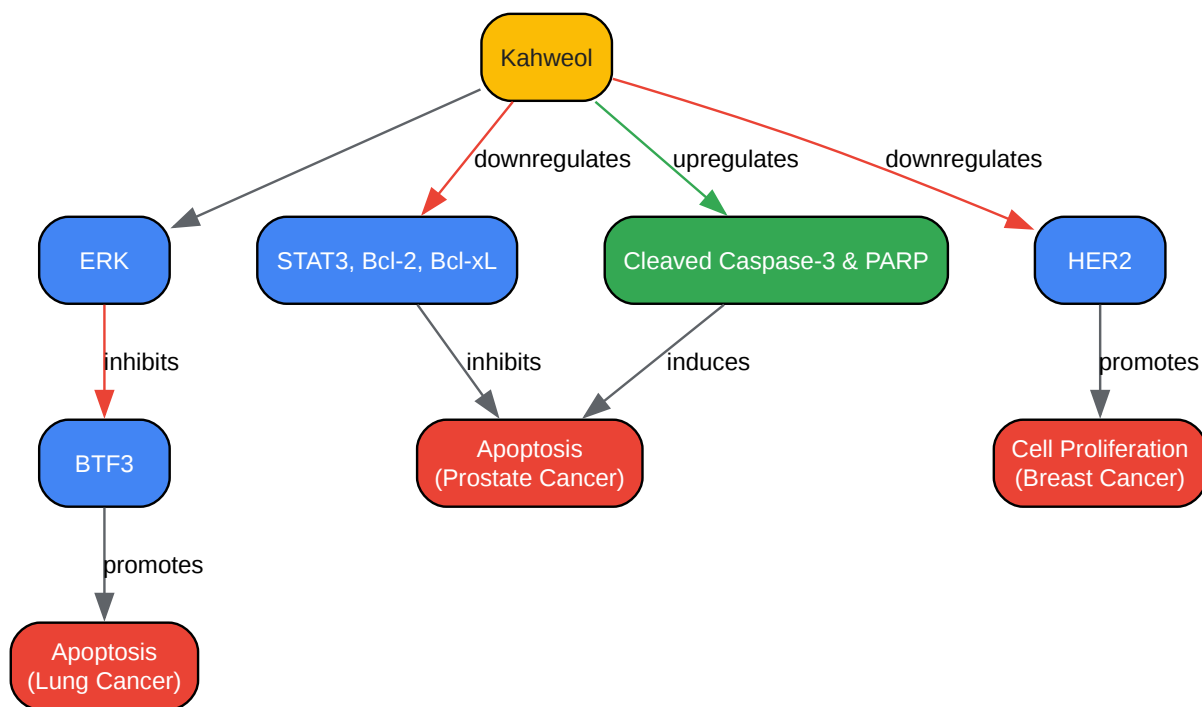 Kahweol
downregulates
upregulates
downregulates
ERK
STAT3, Bcl-2, Bcl-xL
Cleaved Caspase-3 & PARP
HER2
inhibits
inhibits
induces
promotes
BTF3
Apoptosis
(Prostate Cancer)
Cell Proliferation
(Breast Cancer)
promotes
Apoptosis
(Lung Cancer)